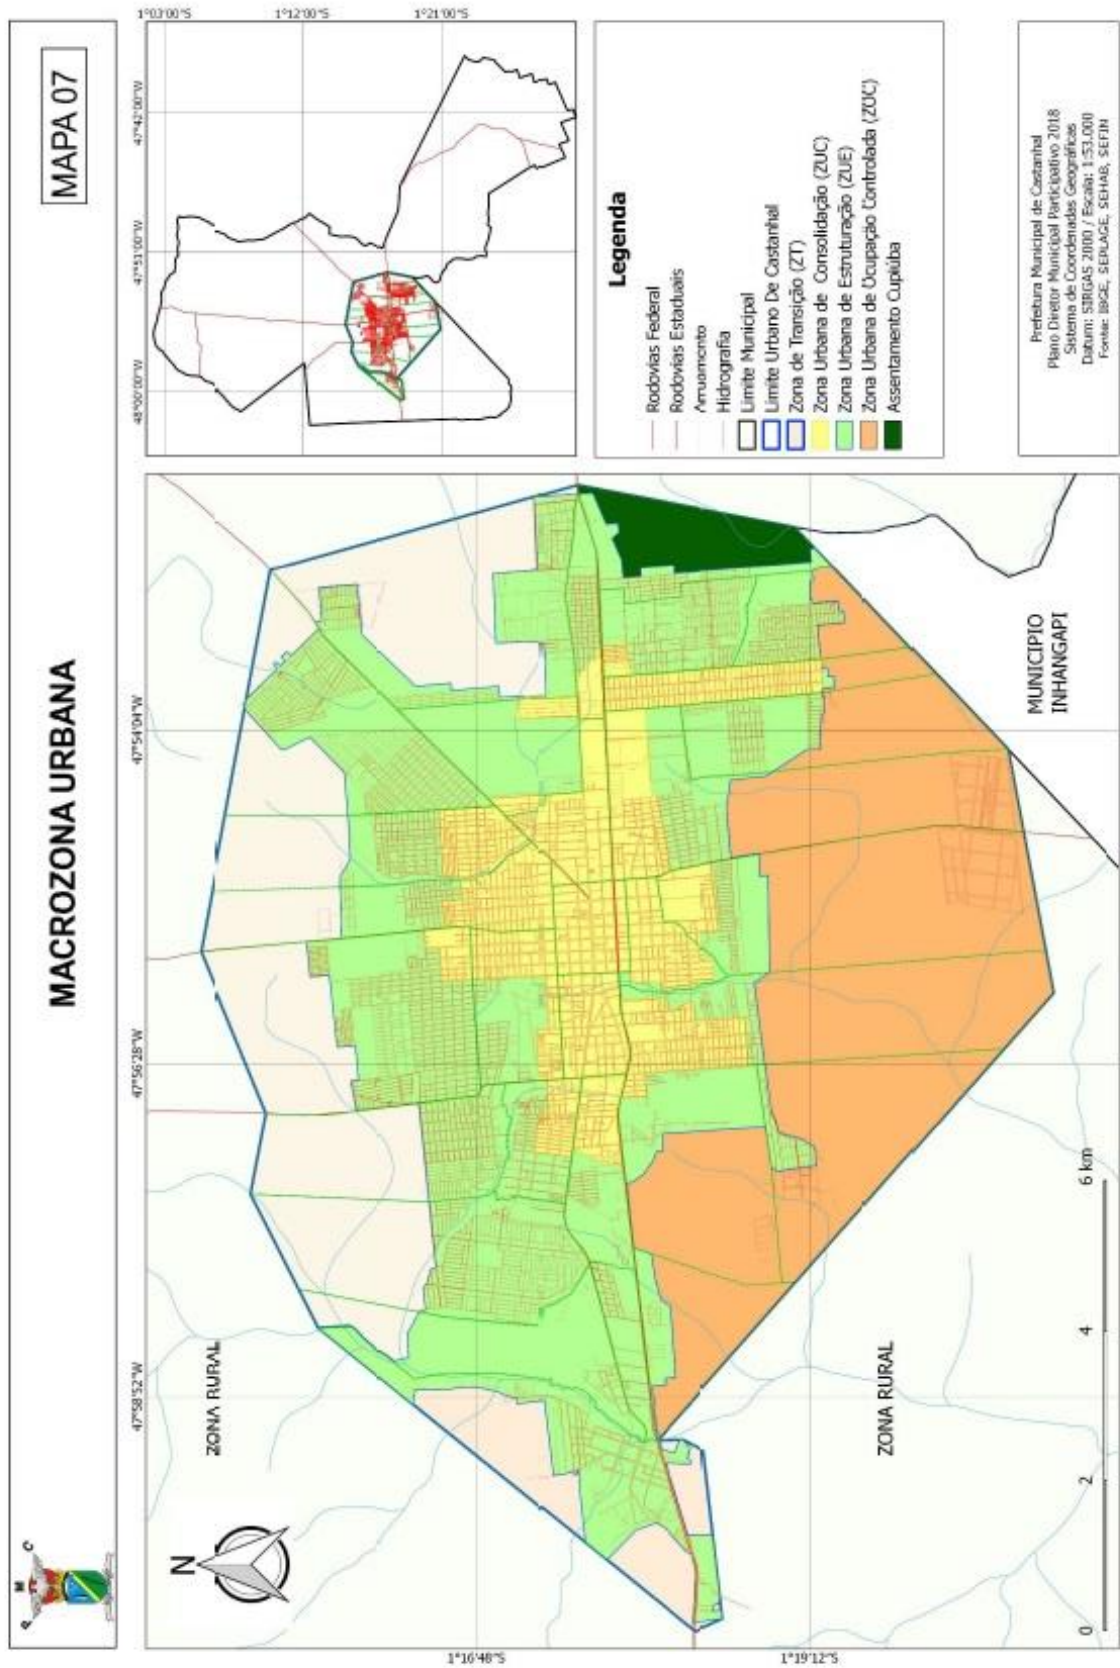 P M C
MACROZONA URBANA
MAPA 07
47°58'52"W
47°56'28"W
47°54'04"W
1°16'48"S
1°19'12"S
N
ZONA RURAL
ZONA RURAL
MUNICIPIO
INHANGAPI
0 2 4 6 km
48°00'00"W
47°51'00"W
47°42'00"W
1°03'00"S
1°12'00"S
1°21'00"S
Legenda
Rodovias Federal
Rodovias Estaduais
Arruamento
Hidrografia
Limite Municipal
Limite Urbano De Castanhal
Zona de Transição (ZT)
Zona Urbana de Consolidação (ZUC)
Zona Urbana de Estruturação (ZUE)
Zona Urbana de Ocupação Controlada (ZOC)
Assentamento Cupiúba
Prefeitura Municipal de Castanhal
Plano Diretor Municipal Participativo 2018
Sistema de Coordenadas Geográficas
Datum: SIRGAS 2000 / Escala: 1:53.000
Fonte: IBGE, SEPLAGE, SEHAB, SEFIN